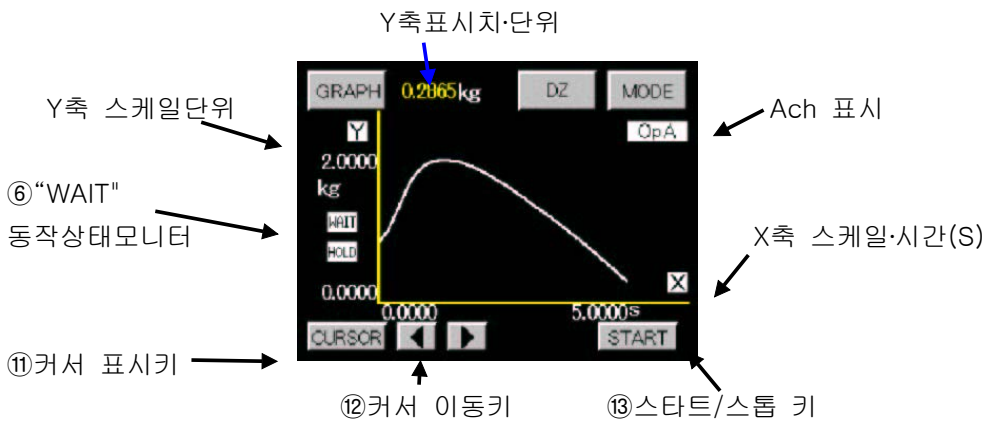 Y축표시치·단위
GRAPH 0.2865kg DZ MODE
Y축 스케일단위
Ach 표시
Y
OpA
2.0000
kg
⑥“WAIT"
동작상태모니터
WAIT
HOLD
X축 스케일·시간(S)
X
0.0000
0.0000 5.0000s
CURSOR START
⑪커서 표시키
⑫커서 이동키
⑬스타트/스톱 키